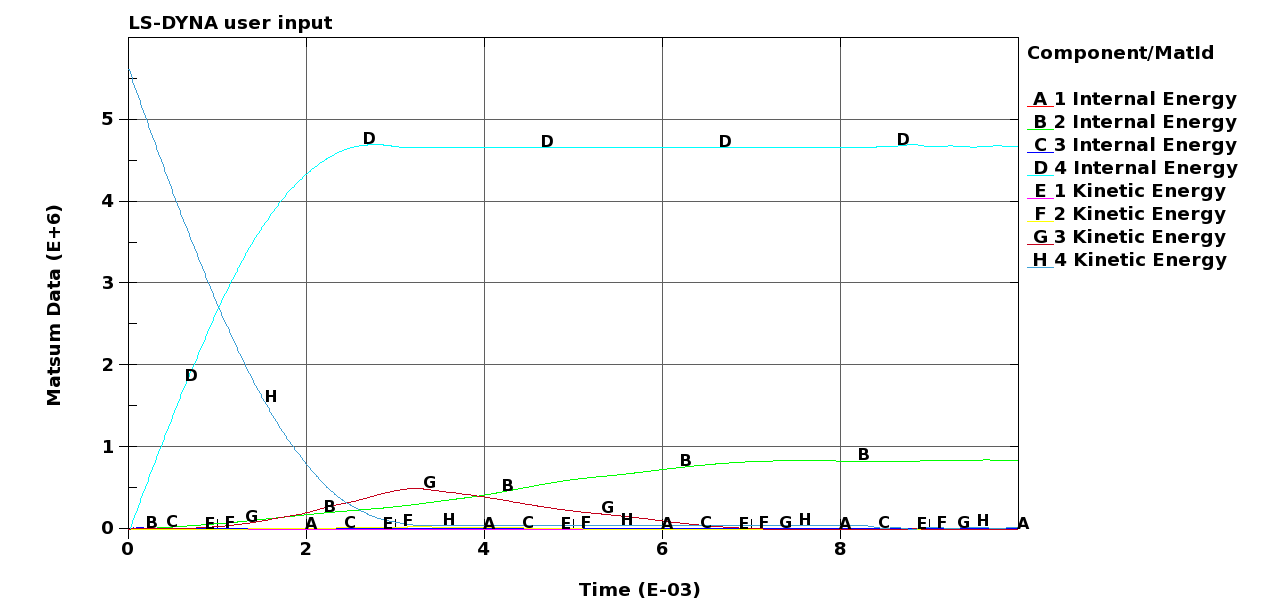 LS-DYNA user input
Component/MatId
A 1 Internal Energy
B 2 Internal Energy
C 3 Internal Energy
D 4 Internal Energy
E 1 Kinetic Energy
F 2 Kinetic Energy
G 3 Kinetic Energy
H 4 Kinetic Energy
Matsum Data (E+6)
5
4
3
2
1
0
D D D D
D
H
B B
G B
B G
B C E F G A C E F H A C E F H A C E F G H A C E F G H A
0 2 4 6 8
Time (E-03)